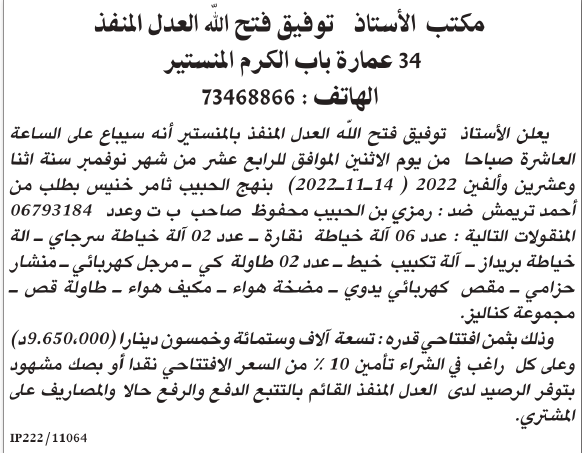 مكتب الأستاذ توفيق فتح الله العدل المنفذ
34 عمارة باب الكرم المنستير
الهاتف : 73468866
يعلن الأستاذ توفيق فتح الله العدل المنفذ بالمنستير أنه سيباع على الساعة
العاشرة صباحا من يوم الاثنين الموافق للرابع عشر من شهر نوفمبر سنة اثنا
وعشرين وألفين 2022 ( 14ـ11ـ2022) بنهج الحبيب ثامر خنيس بطلب من
أحمد تريمش ضد : رمزي بن الحبيب محفوظ صاحب ب ت وعدد 06793184
المنقولات التالية : عدد 06 آلة خياطة نقارة ـ عدد 02 آلة خياطة سرجاي ـ الة
خياطة بريداز ـ آلة تكبيب خيط ـ عدد 02 طاولة كي ـ مرجل كهربائي ـ منشار
حزامي ـ مقص كهربائي يدوي ـ مضخة هواء ـ مكيف هواء ـ طاولة قص ـ
مجموعة كناليز.
وذلك بثمن افتتاحي قدره : تسعة آلاف وستمائة وخمسون دينارا (9.650،000د)
وعلى كل راغب في الشراء تأمين 10 ٪ من السعر الافتتاحي نقدا أو بصك مشهود
بتوفر الرصيد لدى العدل المنفذ القائم بالتتبع الدفع والرفع حالا والمصاريف على
المشتري.
IP222/11064